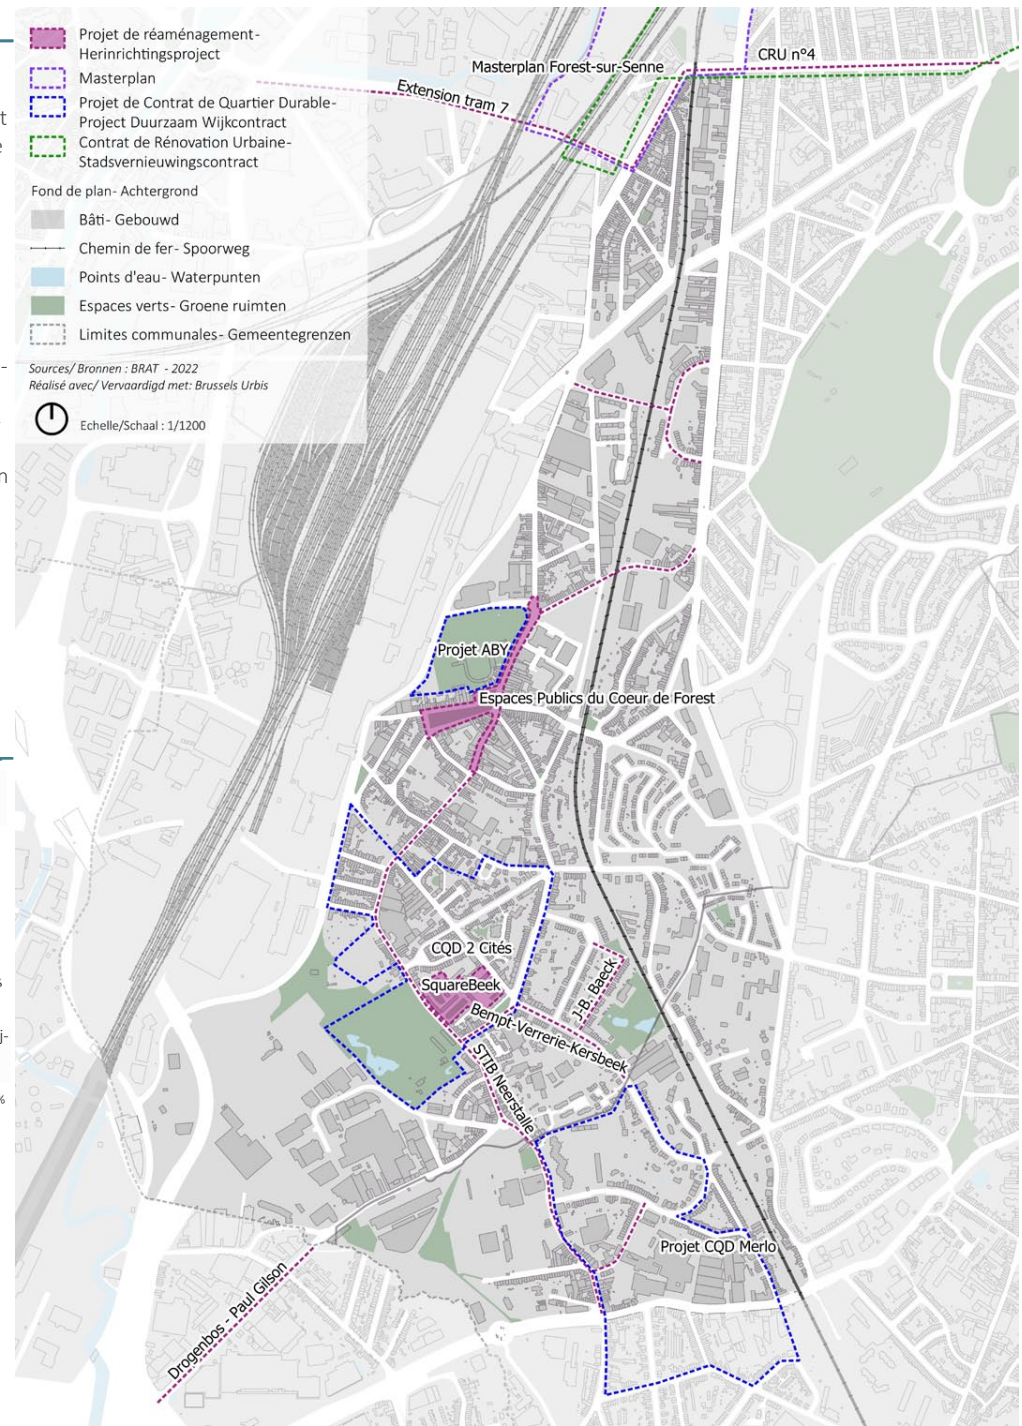 Projet de réaménagement-
Herinrichtingsproject
Masterplan
Projet de Contrat de Quartier Durable-
Project Duurzaam Wijkcontract
Contrat de Rénovation Urbaine-
Stadsvernieuwingscontract
Fond de plan- Achtergrond
Bâti- Gebouwd
Chemin de fer- Spoorweg
Points d'eau- Waterpunten
Espaces verts- Groene ruimten
Limites communales- Gemeentegrenzen
Sources/ Bronnen : BRAT - 2022
Réalisé avec/ Vervaardigd met: Brussels Urbis
Echelle/Schaal : 1/1200
Masterplan Forest-sur-Senne
CRU n°4
Extension tram 7
Projet ABY
Espaces Publics du Coeur de Forest
CQD 2 Cités
SquareBeek
J-B. Baeck
Bempt-Verrerie-Kersbeek
STIB Neerstalle
Projet CQD Merlo
Drogenbos - Paul Gilson